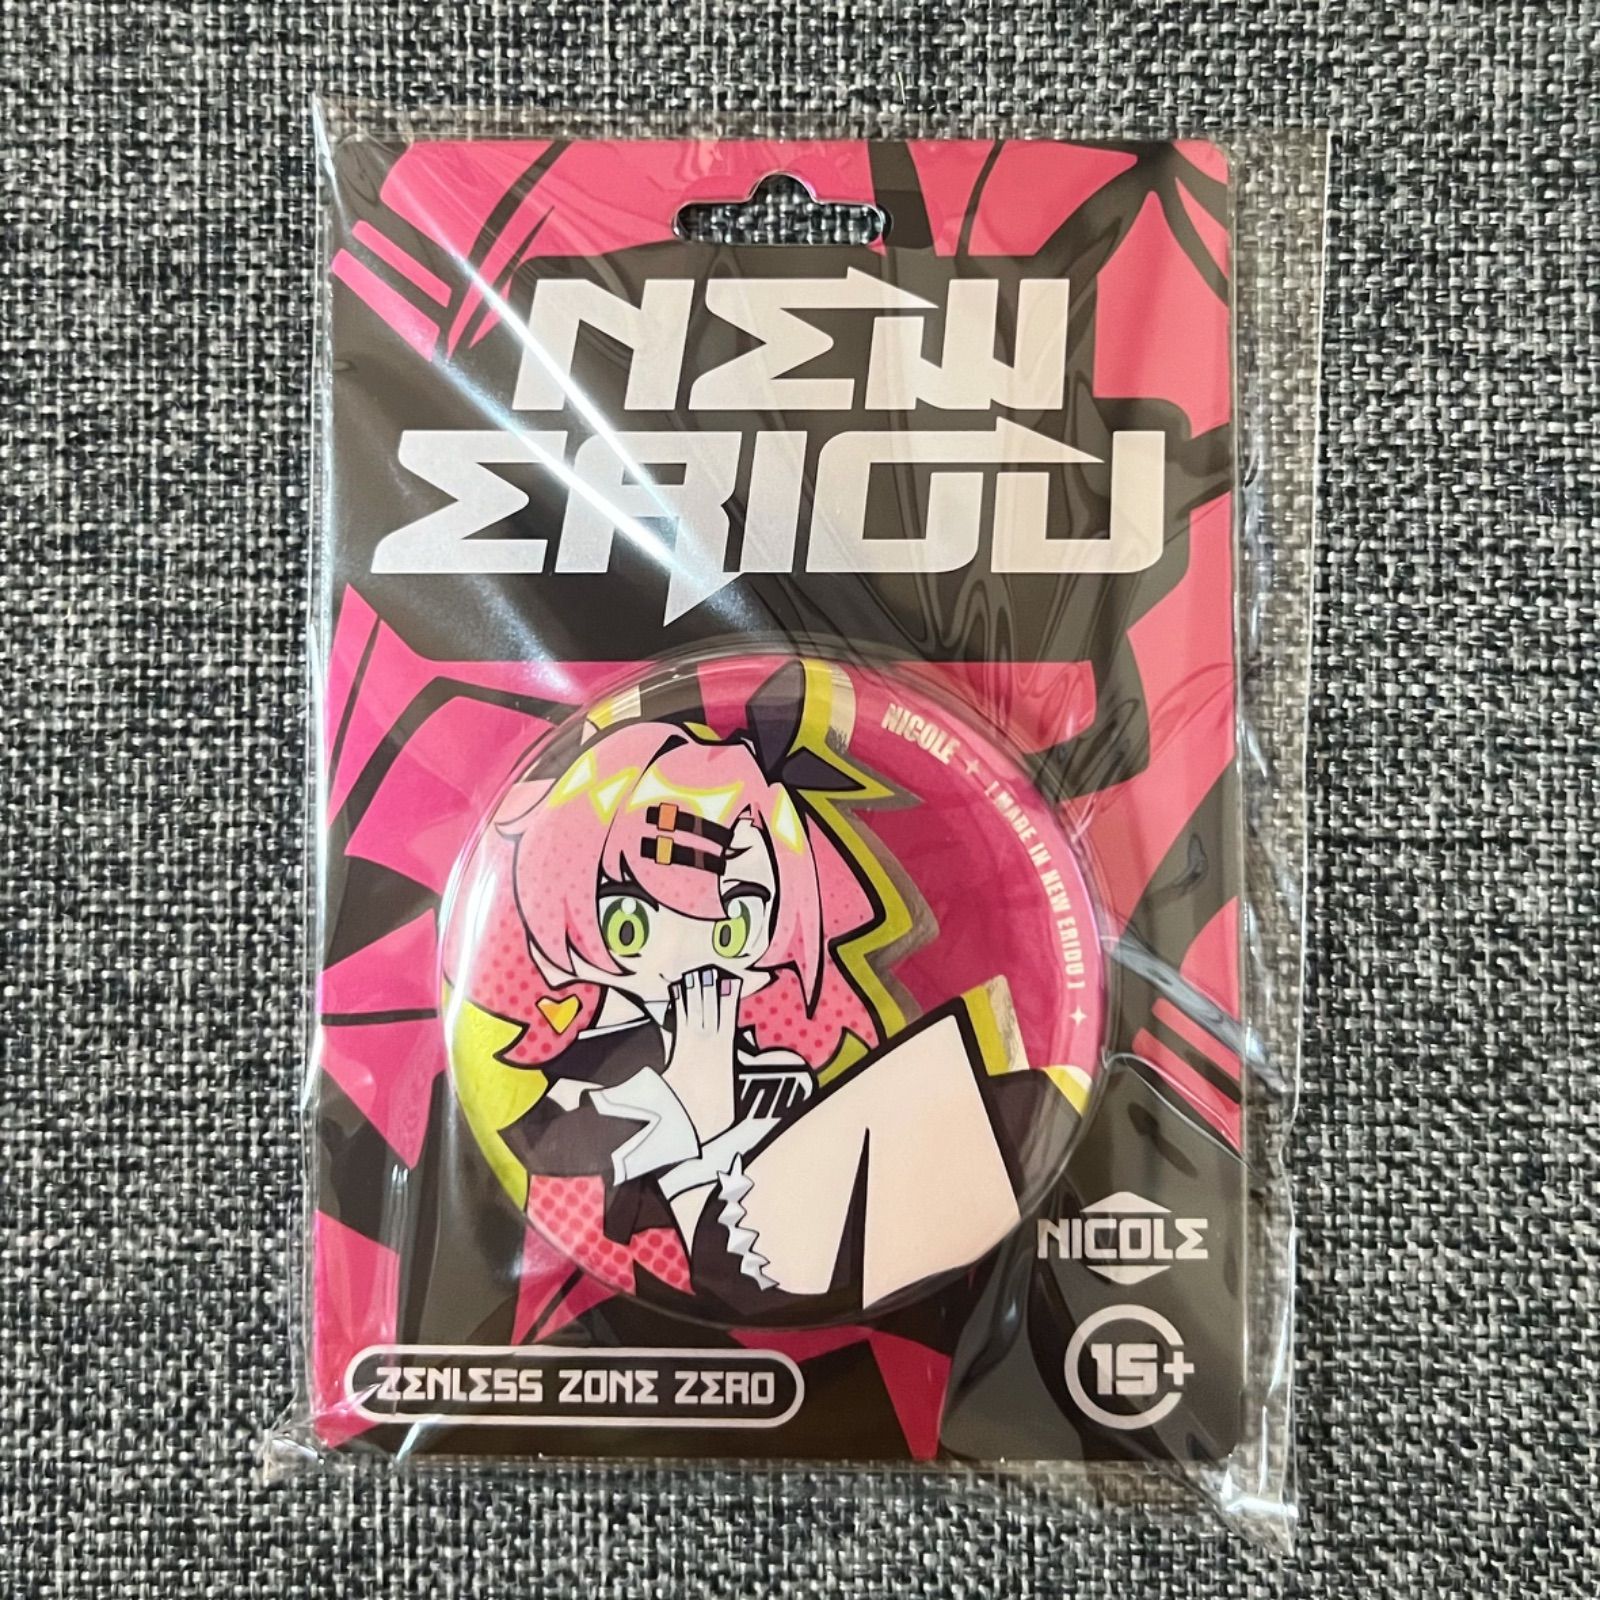 NEW
ERIDU
NICOLE
[ MADE IN NEW ERIDU ]
NICOLE
15+
ZENLESS ZONE ZERO